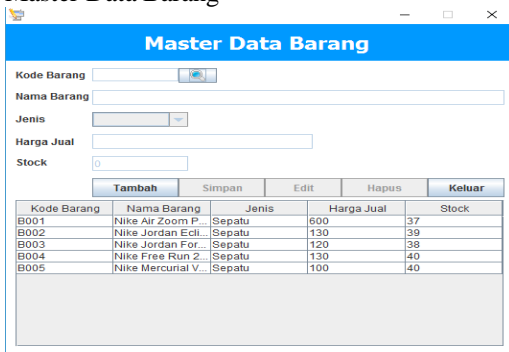 Master Data Barang
Master Data Barang
Kode Barang
Nama Barang
Jenis
Harga Jual
Stock 0
Tambah Simpan Edit Hapus Keluar
Kode Barang Nama Barang Jenis Harga Jual Stock
B001 Nike Air Zoom P... Sepatu 600 37
B002 Nike Jordan Ecli... Sepatu 130 39
B003 Nike Jordan For... Sepatu 120 38
B004 Nike Free Run 2... Sepatu 130 40
B005 Nike Mercurial V... Sepatu 100 40